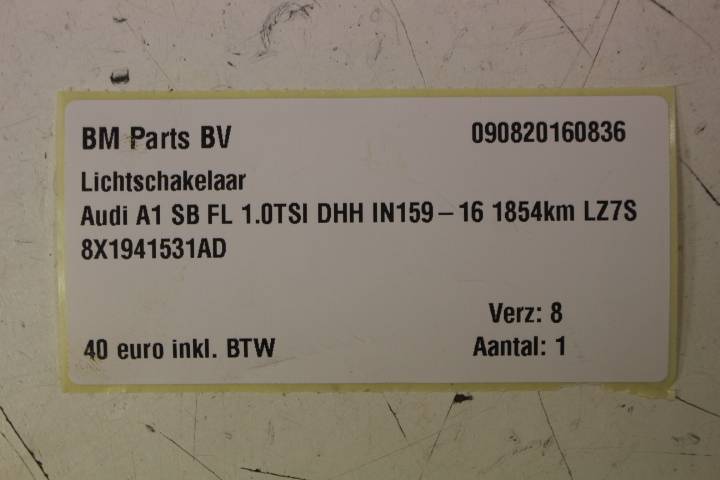 BM Parts BV 090820160836
Lichtschakelaar
Audi A1 SB FL 1.0TSI DHH IN159-16 1854km LZ7S
8X1941531AD
Verz: 8
40 euro inkl. BTW Aantal: 1